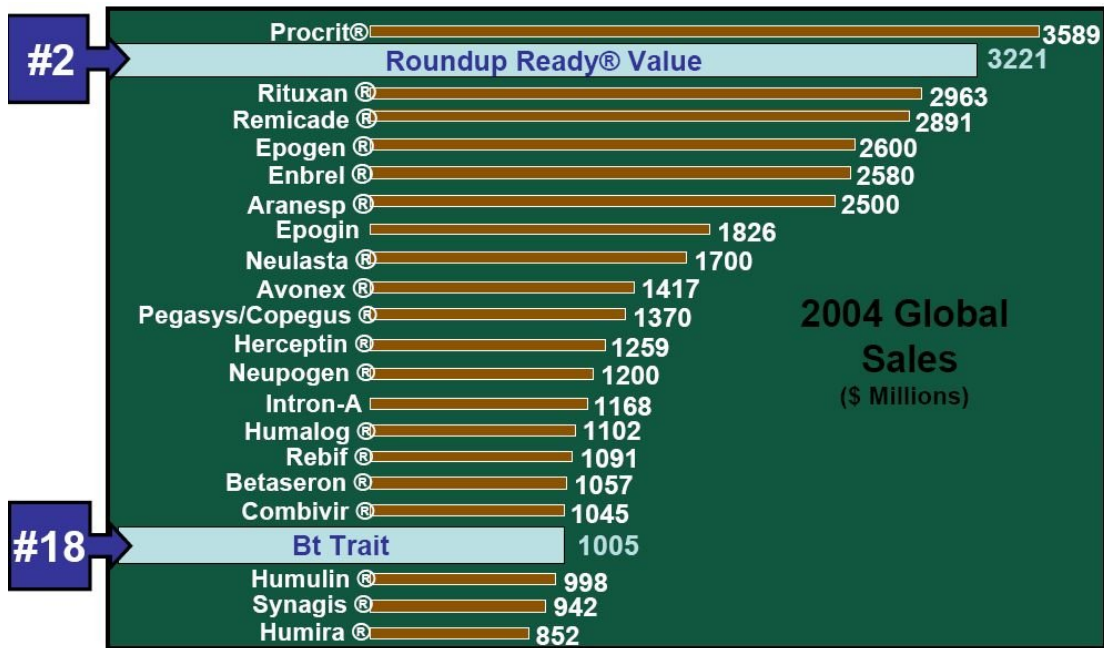 Procrit® 3589
#2 Roundup Ready® Value 3221
Rituxan ® 2963
Remicade ® 2891
Epogen ® 2600
Enbrel ® 2580
Aranesp ® 2500
Epogin 1826
Neulasta ® 1700
Avonex ® 1417
Pegasys/Copegus ® 1370
Herceptin ® 1259
Neupogen ® 1200
Intron-A 1168
Humalog ® 1102
Rebif ® 1091
Betaseron ® 1057
Combivir ® 1045
#18 Bt Trait 1005
Humulin ® 998
Synagis ® 942
Humira ® 852
2004 Global
Sales
($ Millions)